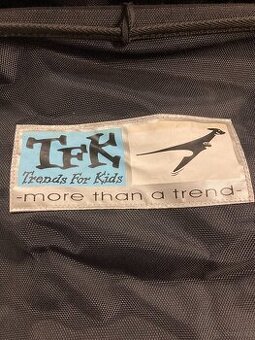 TFK
Trends For Kids
-more than a trend-